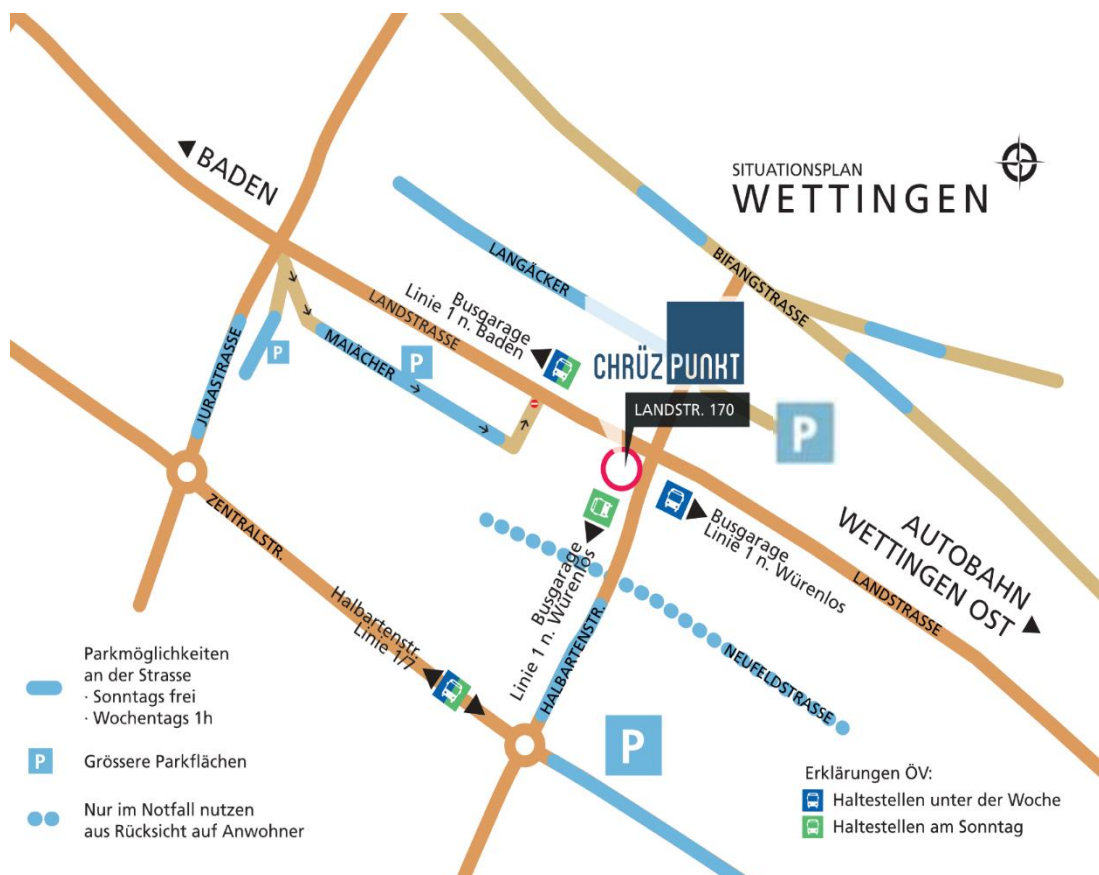 BADEN
SITUATIONSPLAN
WETTINGEN
LANGÄCKER
BIFANGSTRASSE
Busgarage
Linie 1 n. Baden
LANDSTRASSE
JURASTRASSE
P
MAIÄCHER
P
CHRÜZPUNKT
LANDSTR. 170
P
ZENTRALSTR.
Busgarage
Linie 1 n. Würenlos
Busgarage
Linie 1 n. Würenlos
AUTOBAHN
WETTINGEN OST
LANDSTRASSE
Halbartenstr.
Linie 1/7
HALBARTENSTR.
NEUFELDSTRASSE
P
Parkmöglichkeiten
an der Strasse
· Sonntags frei
· Wochentags 1h
P
Grössere Parkflächen
Nur im Notfall nutzen
aus Rücksicht auf Anwohner
Erklärungen ÖV:
Haltestellen unter der Woche
Haltestellen am Sonntag